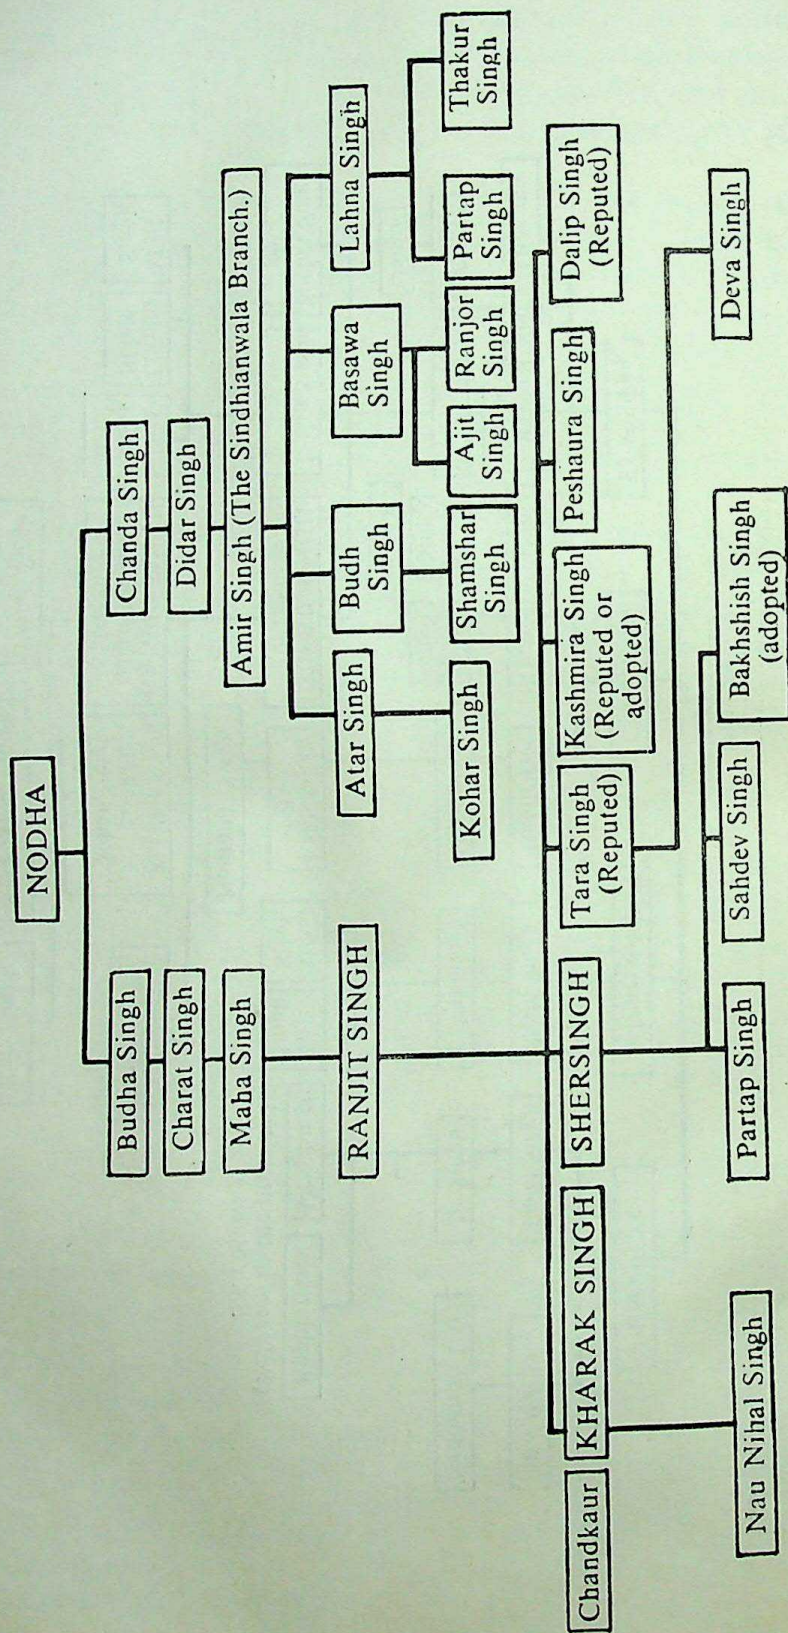 NODHA
Budha Singh
Chanda Singh
Charat Singh
Didar Singh
Maha Singh
Amir Singh (The Sindhianwala Branch.)
RANJIT SINGH
Atar Singh
Budh
Singh
Basawa
Singh
Lahna Singh
Kohar Singh
Shamshar
Singh
Ajit
Singh
Ranjor
Singh
Partap
Singh
Thakur
Singh
Chandkaur
KHARAK SINGH
SHERSINGH
Tara Singh
(Reputed)
Kashmira Singh
(Reputed or
adopted)
Peshaura Singh
Dalip Singh
(Reputed)
Nau Nihal Singh
Partap Singh
Sahdev Singh
Bakhshish Singh
(adopted)
Deva Singh